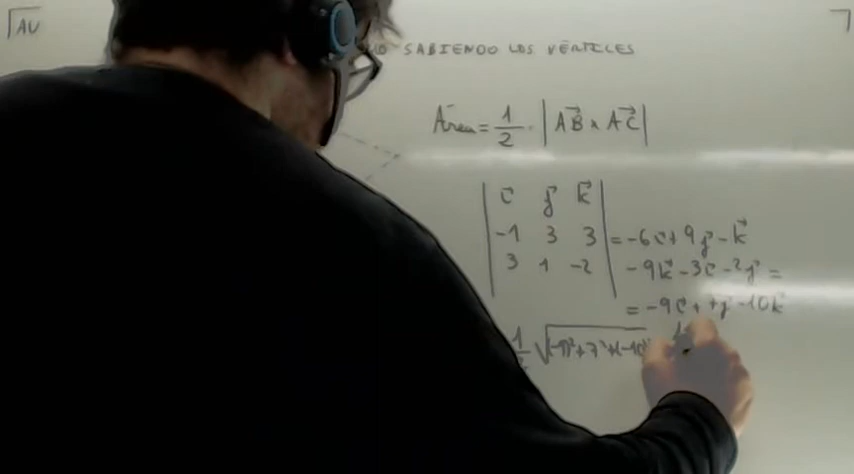 AU
SABIENDO LOS VÉRTICES
Área = 1/2 · |AB⃗ x AC⃗|
| i⃗ j⃗ k⃗ |
| -1 3 3 | = -6i⃗ + 9j⃗ - k⃗
| 3 1 -2 | -9k⃗ - 3i⃗ - 2j⃗ =
= -9i⃗ + 7j⃗ - 10k⃗
1/2 √(-9)² + 7² + (-10)²